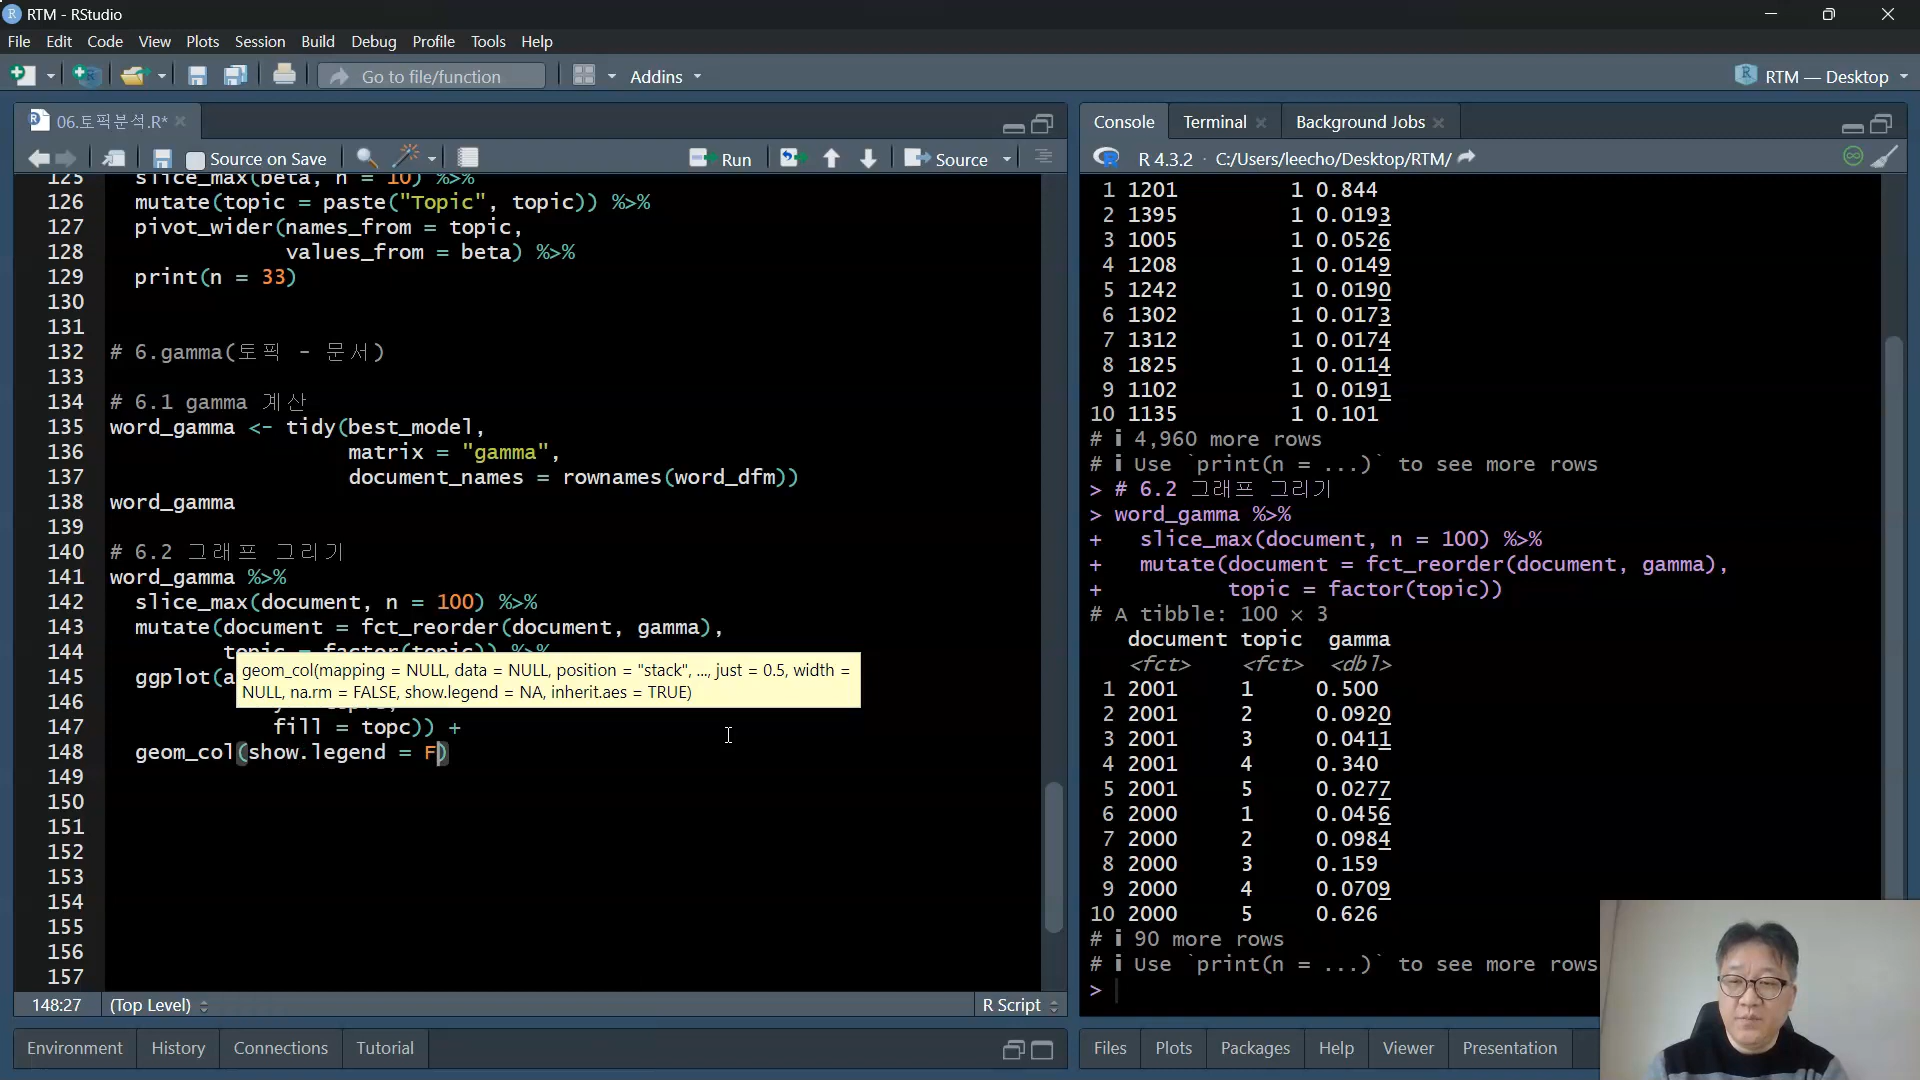 RTM - RStudio
File Edit Code View Plots Session Build Debug Profile Tools Help
Go to file/function
Addins
RTM — Desktop
06.토픽분석.R*
Source on Save
Run
Source
125 slice_max(beta, n = 10) %>%
126 mutate(topic = paste("Topic", topic)) %>%
127 pivot_wider(names_from = topic,
128 values_from = beta) %>%
129 print(n = 33)
130
131
132 # 6.gamma(토픽 - 문서)
133
134 # 6.1 gamma 계산
135 word_gamma <- tidy(best_model,
136 matrix = "gamma",
137 document_names = rownames(word_dfm))
138 word_gamma
139
140 # 6.2 그래프 그리기
141 word_gamma %>%
142 slice_max(document, n = 100) %>%
143 mutate(document = fct_reorder(document, gamma),
144 topic = factor(topic)) %>%
145 ggplot(a
geom_col(mapping = NULL, data = NULL, position = "stack", ..., just = 0.5, width =
NULL, na.rm = FALSE, show.legend = NA, inherit.aes = TRUE)
146
147 fill = topc)) +
148 geom_col(show.legend = F)
149
150
151
152
153
154
155
156
157
148:27 (Top Level) R Script
Environment History Connections Tutorial
Console Terminal Background Jobs
R 4.3.2 · C:/Users/leecho/Desktop/RTM/
1 1201 1 0.844
2 1395 1 0.0193
3 1005 1 0.0526
4 1208 1 0.0149
5 1242 1 0.0190
6 1302 1 0.0173
7 1312 1 0.0174
8 1825 1 0.0114
9 1102 1 0.0191
10 1135 1 0.101
# ℹ 4,960 more rows
# ℹ Use `print(n = ...)` to see more rows
> # 6.2 그래프 그리기
> word_gamma %>%
+ slice_max(document, n = 100) %>%
+ mutate(document = fct_reorder(document, gamma),
+ topic = factor(topic))
# A tibble: 100 × 3
document topic gamma
<fct> <fct> <dbl>
1 2001 1 0.500
2 2001 2 0.0920
3 2001 3 0.0411
4 2001 4 0.340
5 2001 5 0.0277
6 2000 1 0.0456
7 2000 2 0.0984
8 2000 3 0.159
9 2000 4 0.0709
10 2000 5 0.626
# ℹ 90 more rows
# ℹ Use `print(n = ...)` to see more rows
>
Files Plots Packages Help Viewer Presentation